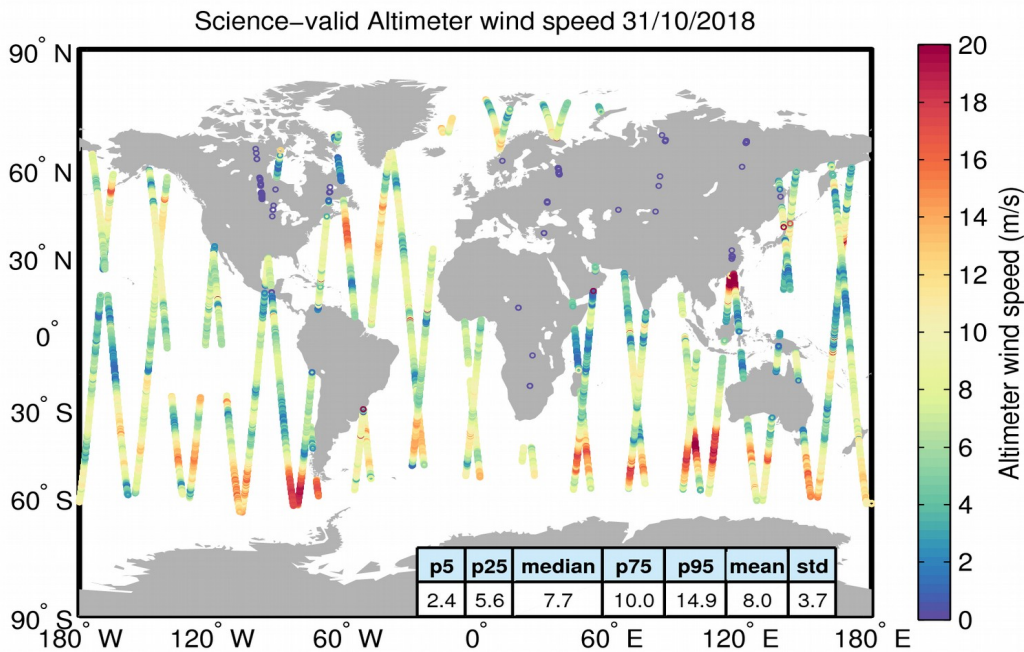 Science−valid Altimeter wind speed 31/10/2018
90° N
60° N
30° N
0°
30° S
60° S
90° S
180° W
120° W
60° W
0°
60° E
120° E
180° E
p5 p25 median p75 p95 mean std
2.4 5.6 7.7 10.0 14.9 8.0 3.7
20
18
16
14
12
10
8
6
4
2
0
Altimeter wind speed (m/s)